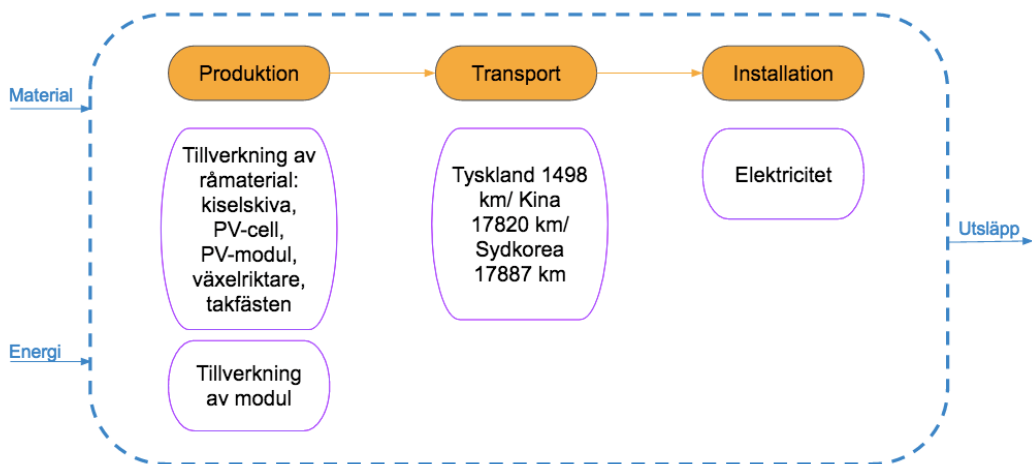 Produktion
Transport
Installation
Material
Tillverkning av
råmaterial:
kiselskiva,
PV-cell,
PV-modul,
växelriktare,
takfästen
Tyskland 1498
km/ Kina
17820 km/
Sydkorea
17887 km
Elektricitet
Utsläpp
Energi
Tillverkning
av modul